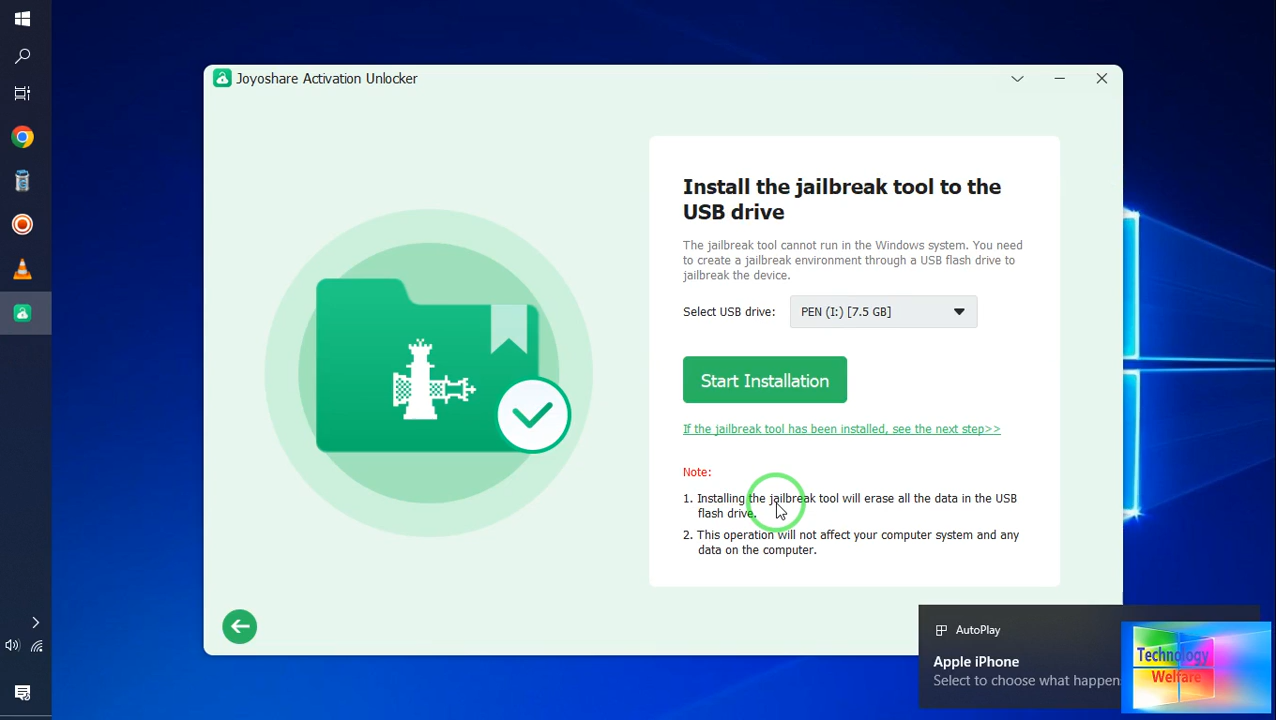 Joyoshare Activation Unlocker
Install the jailbreak tool to the
USB drive
The jailbreak tool cannot run in the Windows system. You need
to create a jailbreak environment through a USB flash drive to
jailbreak the device.
Select USB drive: PEN (I:) [7.5 GB]
Start Installation
If the jailbreak tool has been installed, see the next step>>
Note:
1. Installing the jailbreak tool will erase all the data in the USB
flash drive.
2. This operation will not affect your computer system and any
data on the computer.
AutoPlay
Apple iPhone
Select to choose what happen
Technology
Welfare